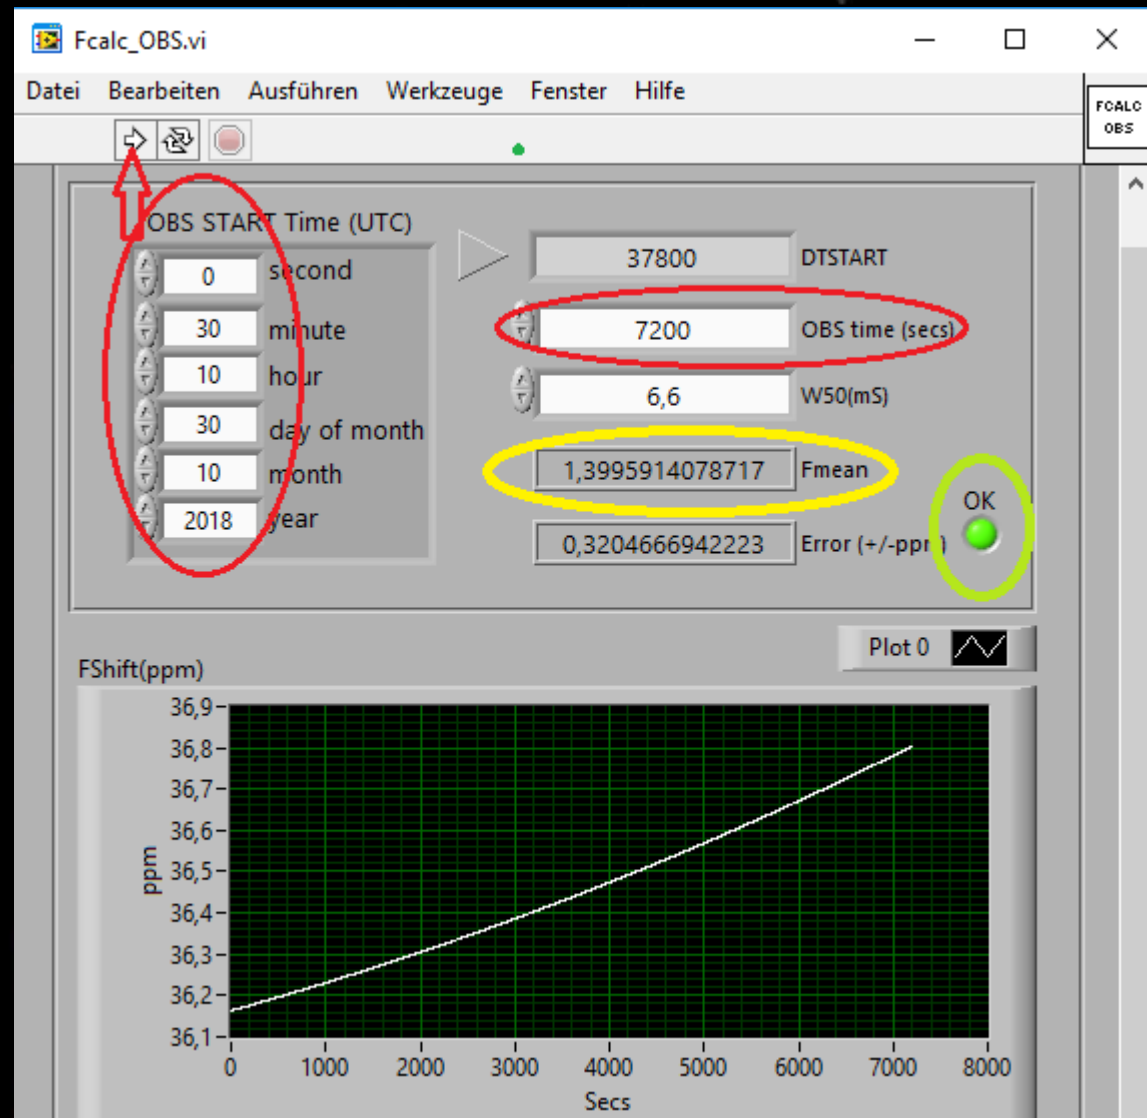 Fcalc_OBS.vi
Datei Bearbeiten Ausführen Werkzeuge Fenster Hilfe
FCALC
OBS
OBS START Time (UTC)
0 second
30 minute
10 hour
30 day of month
10 month
2018 year
37800 DTSTART
7200 OBS time (secs)
6,6 W50(mS)
1,3995914078717 Fmean
0,3204666942223 Error (+/-ppm)
OK
Plot 0
FShift(ppm)
36,9
36,8
36,7
36,6
36,5
36,4
36,3
36,2
36,1
ppm
0 1000 2000 3000 4000 5000 6000 7000 8000
Secs